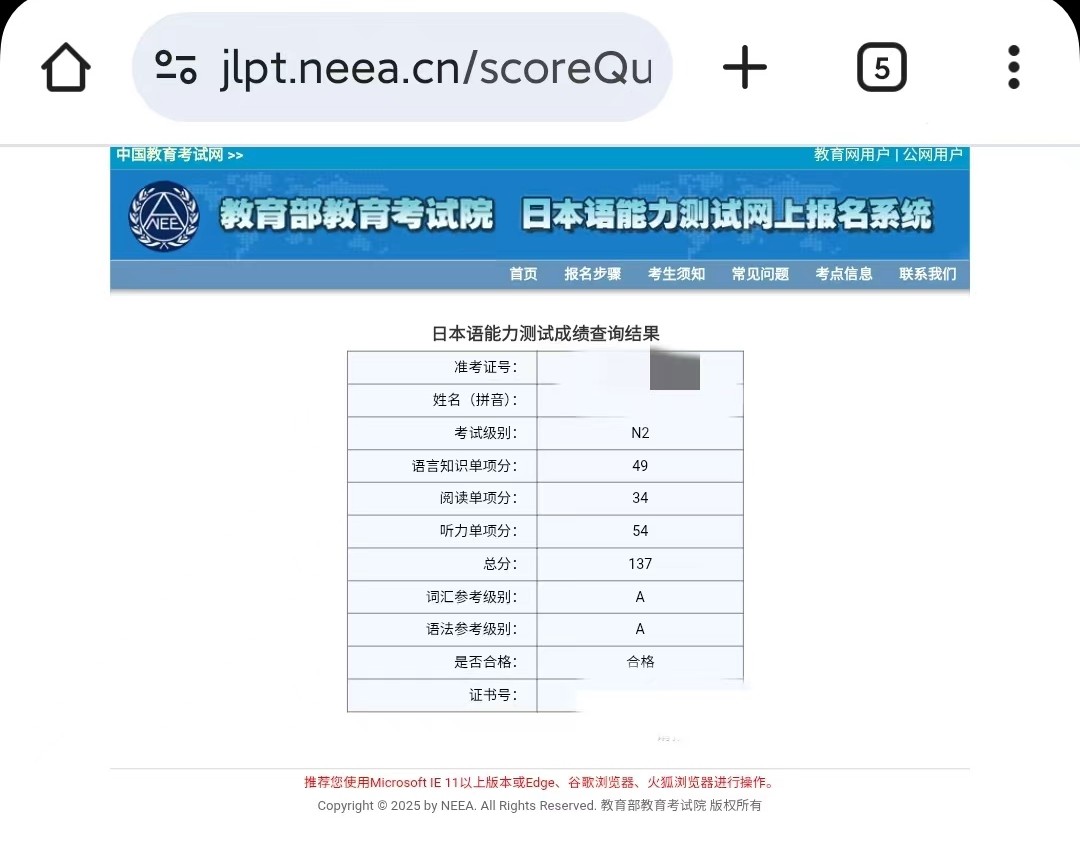 jlpt.neea.cn/scoreQu
5
中国教育考试网 >> 教育网用户 | 公网用户
NEEA
教育部教育考试院 日本语能力测试网上报名系统
首页 报名步骤 考生须知 常见问题 考点信息 联系我们
日本语能力测试成绩查询结果
准考证号：
姓名（拼音）：
考试级别： N2
语言知识单项分： 49
阅读单项分： 34
听力单项分： 54
总分： 137
词汇参考级别： A
语法参考级别： A
是否合格： 合格
证书号：
推荐您使用Microsoft IE 11以上版本或Edge、谷歌浏览器、火狐浏览器进行操作。
Copyright © 2025 by NEEA. All Rights Reserved. 教育部教育考试院 版权所有